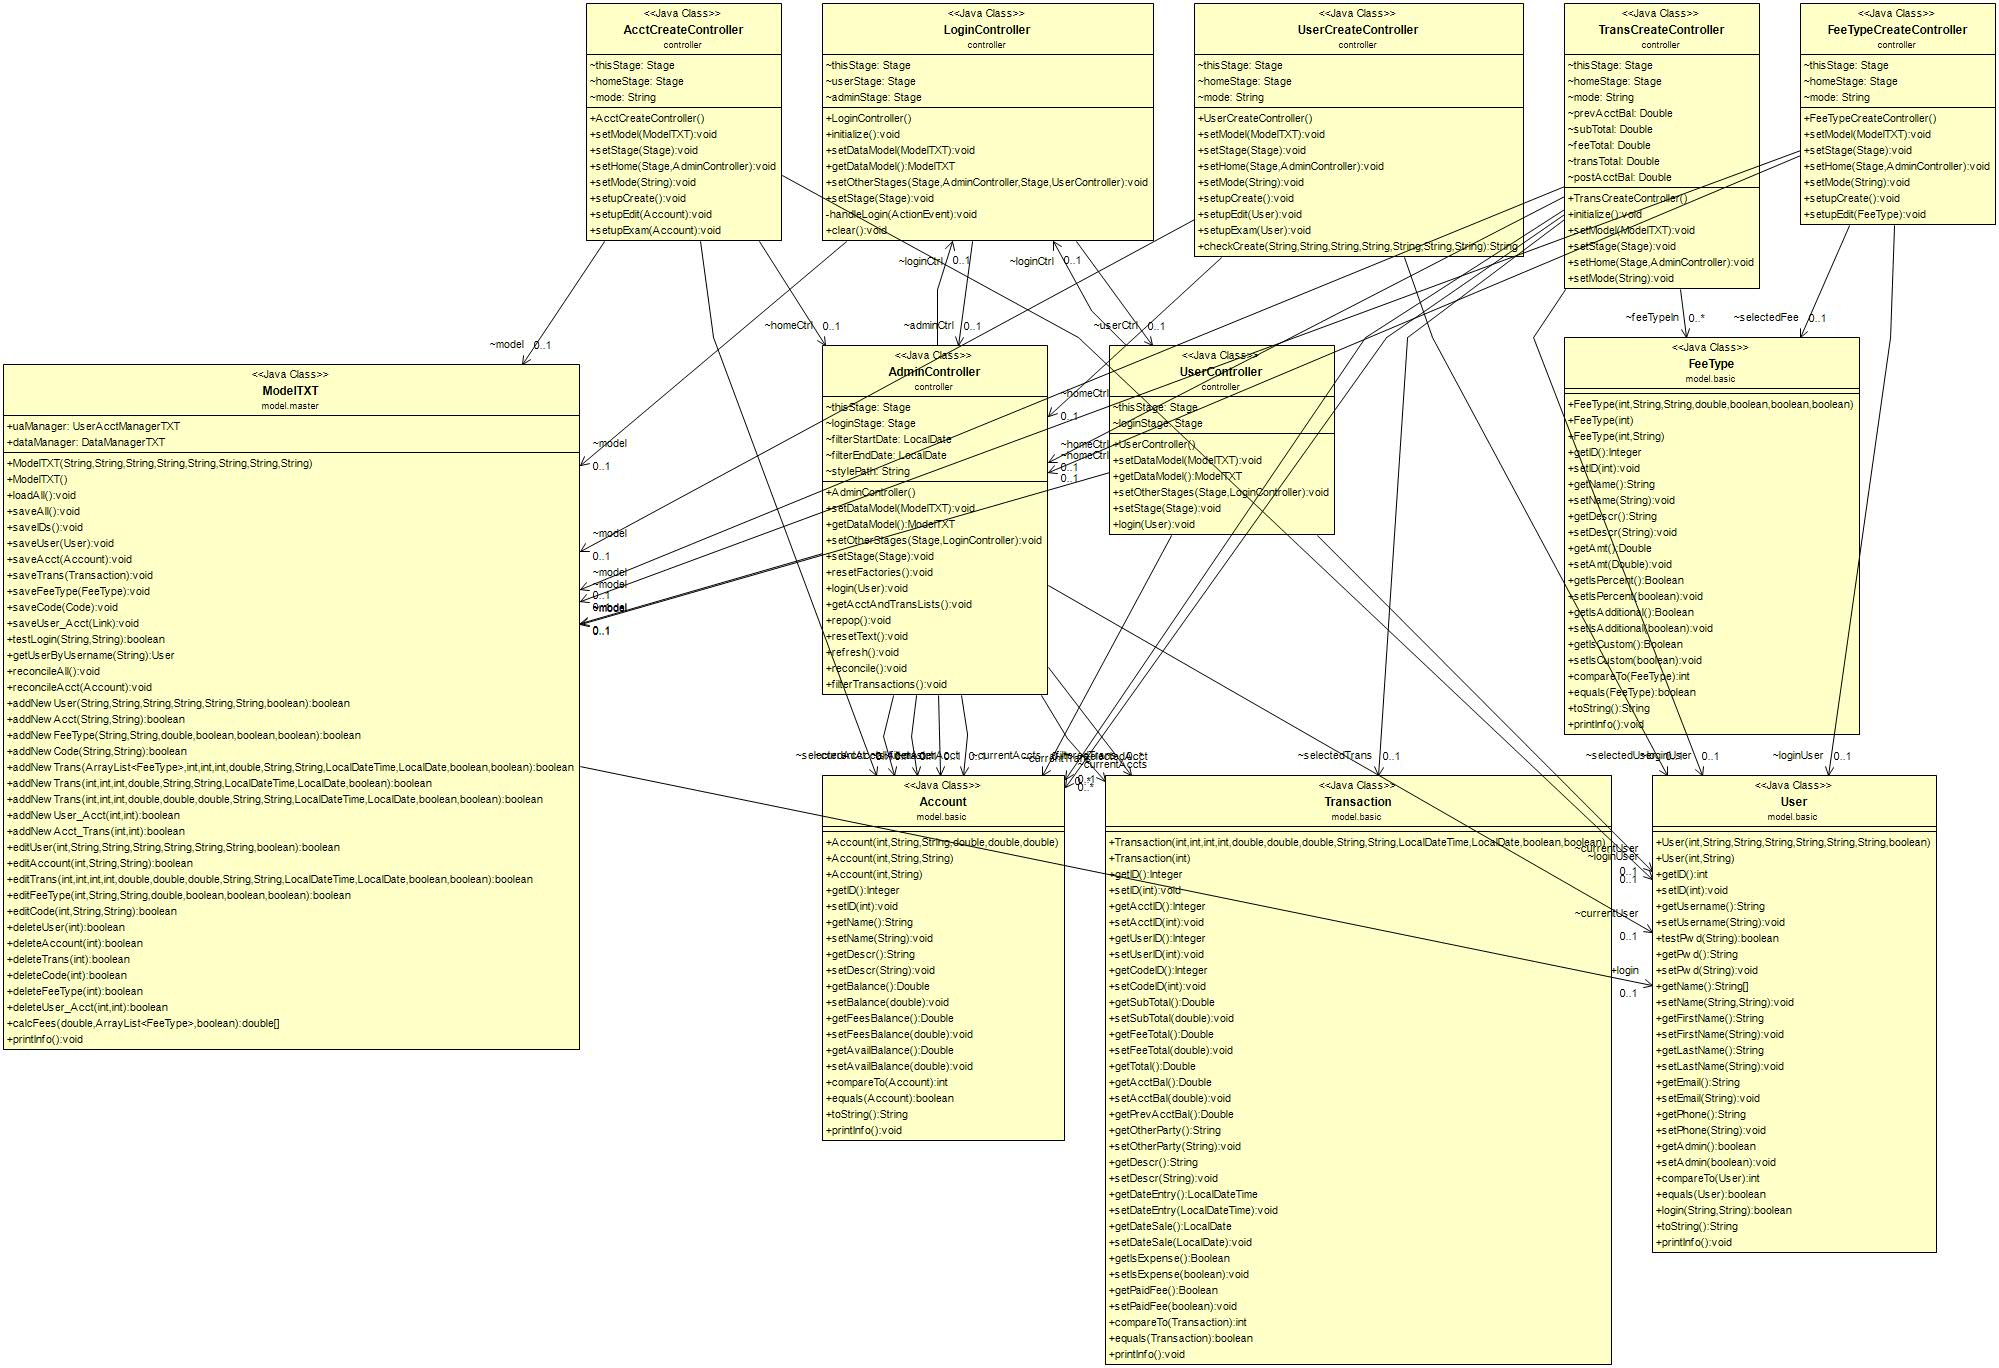 <<Java Class>>
AcctCreateController
controller
~thisStage: Stage
~homeStage: Stage
~mode: String
+AcctCreateController()
+setModel(ModelTXT):void
+setStage(Stage):void
+setHome(Stage,AdminController):void
+setMode(String):void
+setupCreate():void
+setupEdit(Account):void
+setupExam(Account):void
<<Java Class>>
LoginController
controller
~thisStage: Stage
~userStage: Stage
~adminStage: Stage
+LoginController()
+initialize():void
+setDataModel(ModelTXT):void
+getDataModel():ModelTXT
+setOtherStages(Stage,AdminController,Stage,UserController):void
+setStage(Stage):void
-handleLogin(ActionEvent):void
+clear():void
<<Java Class>>
UserCreateController
controller
~thisStage: Stage
~homeStage: Stage
~mode: String
+UserCreateController()
+setModel(ModelTXT):void
+setStage(Stage):void
+setHome(Stage,AdminController):void
+setMode(String):void
+setupCreate():void
+setupEdit(User):void
+setupExam(User):void
+checkCreate(String,String,String,String,String,String,String):String
<<Java Class>>
TransCreateController
controller
~thisStage: Stage
~homeStage: Stage
~mode: String
~prevAcctBal: Double
~subTotal: Double
~feeTotal: Double
~transTotal: Double
~postAcctBal: Double
+TransCreateController()
+initialize():void
+setModel(ModelTXT):void
+setStage(Stage):void
+setHome(Stage,AdminController):void
+setMode(String):void
<<Java Class>>
FeeTypeCreateController
controller
~thisStage: Stage
~homeStage: Stage
~mode: String
+FeeTypeCreateController()
+setModel(ModelTXT):void
+setStage(Stage):void
+setHome(Stage,AdminController):void
+setMode(String):void
+setupCreate():void
+setupEdit(FeeType):void
~loginCtrl 0..1
~loginCtrl 0..1
~model 0..1
~homeCtrl 0..1
~adminCtrl 0..1
~userCtrl 0..1
~feeTypeIn 0..*
~selectedFee 0..1
<<Java Class>>
ModelTXT
model.master
+uaManager: UserAcctManagerTXT
+dataManager: DataManagerTXT
+ModelTXT(String,String,String,String,String,String,String,String)
+ModelTXT()
+loadAll():void
+saveAll():void
+saveIDs():void
+saveUser(User):void
+saveAcct(Account):void
+saveTrans(Transaction):void
+saveFeeType(FeeType):void
+saveCode(Code):void
+saveUser_Acct(Link):void
+testLogin(String,String):boolean
+getUserByUsername(String):User
+reconcileAll():void
+reconcileAcct(Account):void
+addNew User(String,String,String,String,String,String,boolean):boolean
+addNew Acct(String,String):boolean
+addNew FeeType(String,String,double,boolean,boolean,boolean):boolean
+addNew Code(String,String):boolean
+addNew Trans(ArrayList<FeeType>,int,int,int,double,String,String,LocalDateTime,LocalDate,boolean,boolean):boolean
+addNew Trans(int,int,int,double,String,String,LocalDateTime,LocalDate,boolean):boolean
+addNew Trans(int,int,int,double,double,double,String,String,LocalDateTime,LocalDate,boolean,boolean):boolean
+addNew User_Acct(int,int):boolean
+addNew Acct_Trans(int,int):boolean
+editUser(int,String,String,String,String,String,String,boolean):boolean
+editAccount(int,String,String):boolean
+editTrans(int,int,int,int,double,double,double,String,String,LocalDateTime,LocalDate,boolean,boolean):boolean
+editFeeType(int,String,String,double,boolean,boolean,boolean):boolean
+editCode(int,String,String):boolean
+deleteUser(int):boolean
+deleteAccount(int):boolean
+deleteTrans(int):boolean
+deleteCode(int):boolean
+deleteFeeType(int):boolean
+deleteUser_Acct(int,int):boolean
+calcFees(double,ArrayList<FeeType>,boolean):double[]
+printInfo():void
~model
0..1
~model
0..1
~model
~model
0..1
~model
0..1
<<Java Class>>
AdminController
controller
~thisStage: Stage
~loginStage: Stage
~filterStartDate: LocalDate
~filterEndDate: LocalDate
~stylePath: String
+AdminController()
+setDataModel(ModelTXT):void
+getDataModel():ModelTXT
+setOtherStages(Stage,LoginController):void
+setStage(Stage):void
+resetFactories():void
+login(User):void
+getAcctAndTransLists():void
+repop():void
+resetText():void
+refresh():void
+reconcile():void
+filterTransactions():void
~homeCtrl
0..1
~homeCtrl
~homeCtrl
0..1
0..1
<<Java Class>>
UserController
controller
~thisStage: Stage
~loginStage: Stage
+UserController()
+setDataModel(ModelTXT):void
+getDataModel():ModelTXT
+setOtherStages(Stage,LoginController):void
+setStage(Stage):void
+login(User):void
<<Java Class>>
FeeType
model.basic
+FeeType(int,String,String,double,boolean,boolean,boolean)
+FeeType(int)
+FeeType(int,String)
+getID():Integer
+setID(int):void
+getName():String
+setName(String):void
+getDescr():String
+setDescr(String):void
+getAmt():Double
+setAmt(Double):void
+getIsPercent():Boolean
+setIsPercent(boolean):void
+getIsAdditional():Boolean
+setIsAdditional(boolean):void
+getIsCustom():Boolean
+setIsCustom(boolean):void
+compareTo(FeeType):int
+equals(FeeType):boolean
+toString():String
+printInfo():void
~currentAccts
~currentAccts
0..*
~selectedTrans 0..1
~loginUser 0..1
~loginUser 0..1
<<Java Class>>
Account
model.basic
+Account(int,String,String,double,double,double)
+Account(int,String,String)
+Account(int,String)
+getID():Integer
+setID(int):void
+getName():String
+setName(String):void
+getDescr():String
+setDescr(String):void
+getBalance():Double
+setBalance(double):void
+getFeesBalance():Double
+setFeesBalance(double):void
+getAvailBalance():Double
+setAvailBalance(double):void
+compareTo(Account):int
+equals(Account):boolean
+toString():String
+printInfo():void
<<Java Class>>
Transaction
model.basic
+Transaction(int,int,int,int,double,double,double,String,String,LocalDateTime,LocalDate,boolean,boolean)
+Transaction(int)
+getID():Integer
+setID(int):void
+getAcctID():Integer
+setAcctID(int):void
+getUserID():Integer
+setUserID(int):void
+getCodeID():Integer
+setCodeID(int):void
+getSubTotal():Double
+setSubTotal(double):void
+getFeeTotal():Double
+setFeeTotal(double):void
+getTotal():Double
+getAcctBal():Double
+setAcctBal(double):void
+getPrevAcctBal():Double
+getOtherParty():String
+setOtherParty(String):void
+getDescr():String
+setDescr(String):void
+getDateEntry():LocalDateTime
+setDateEntry(LocalDateTime):void
+getDateSale():LocalDate
+setDateSale(LocalDate):void
+getIsExpense():Boolean
+setIsExpense(boolean):void
+getPaidFee():Boolean
+setPaidFee(boolean):void
+compareTo(Transaction):int
+equals(Transaction):boolean
+printInfo():void
~currentUser
~loginUser
0..1
0..1
~currentUser
0..1
+login
0..1
<<Java Class>>
User
model.basic
+User(int,String,String,String,String,String,String,boolean)
+User(int,String)
+getID():int
+setID(int):void
+getUsername():String
+setUsername(String):void
+testPw d(String):boolean
+getPw d():String
+setPw d(String):void
+getName():String[]
+setName(String,String):void
+getFirstName():String
+setFirstName(String):void
+getLastName():String
+setLastName(String):void
+getEmail():String
+setEmail(String):void
+getPhone():String
+setPhone(String):void
+getAdmin():boolean
+setAdmin(boolean):void
+compareTo(User):int
+equals(User):boolean
+login(String,String):boolean
+toString():String
+printInfo():void